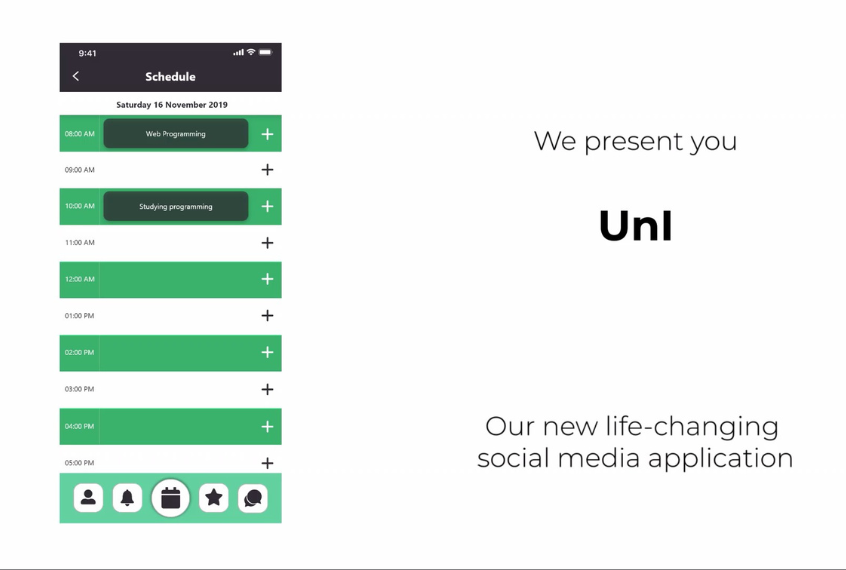 9:41
Schedule
Saturday 16 November 2019
08:00 AM Web Programming
09:00 AM
10:00 AM Studying programming
11:00 AM
12:00 AM
01:00 PM
02:00 PM
03:00 PM
04:00 PM
05:00 PM
We present you
UnI
Our new life-changing
social media application